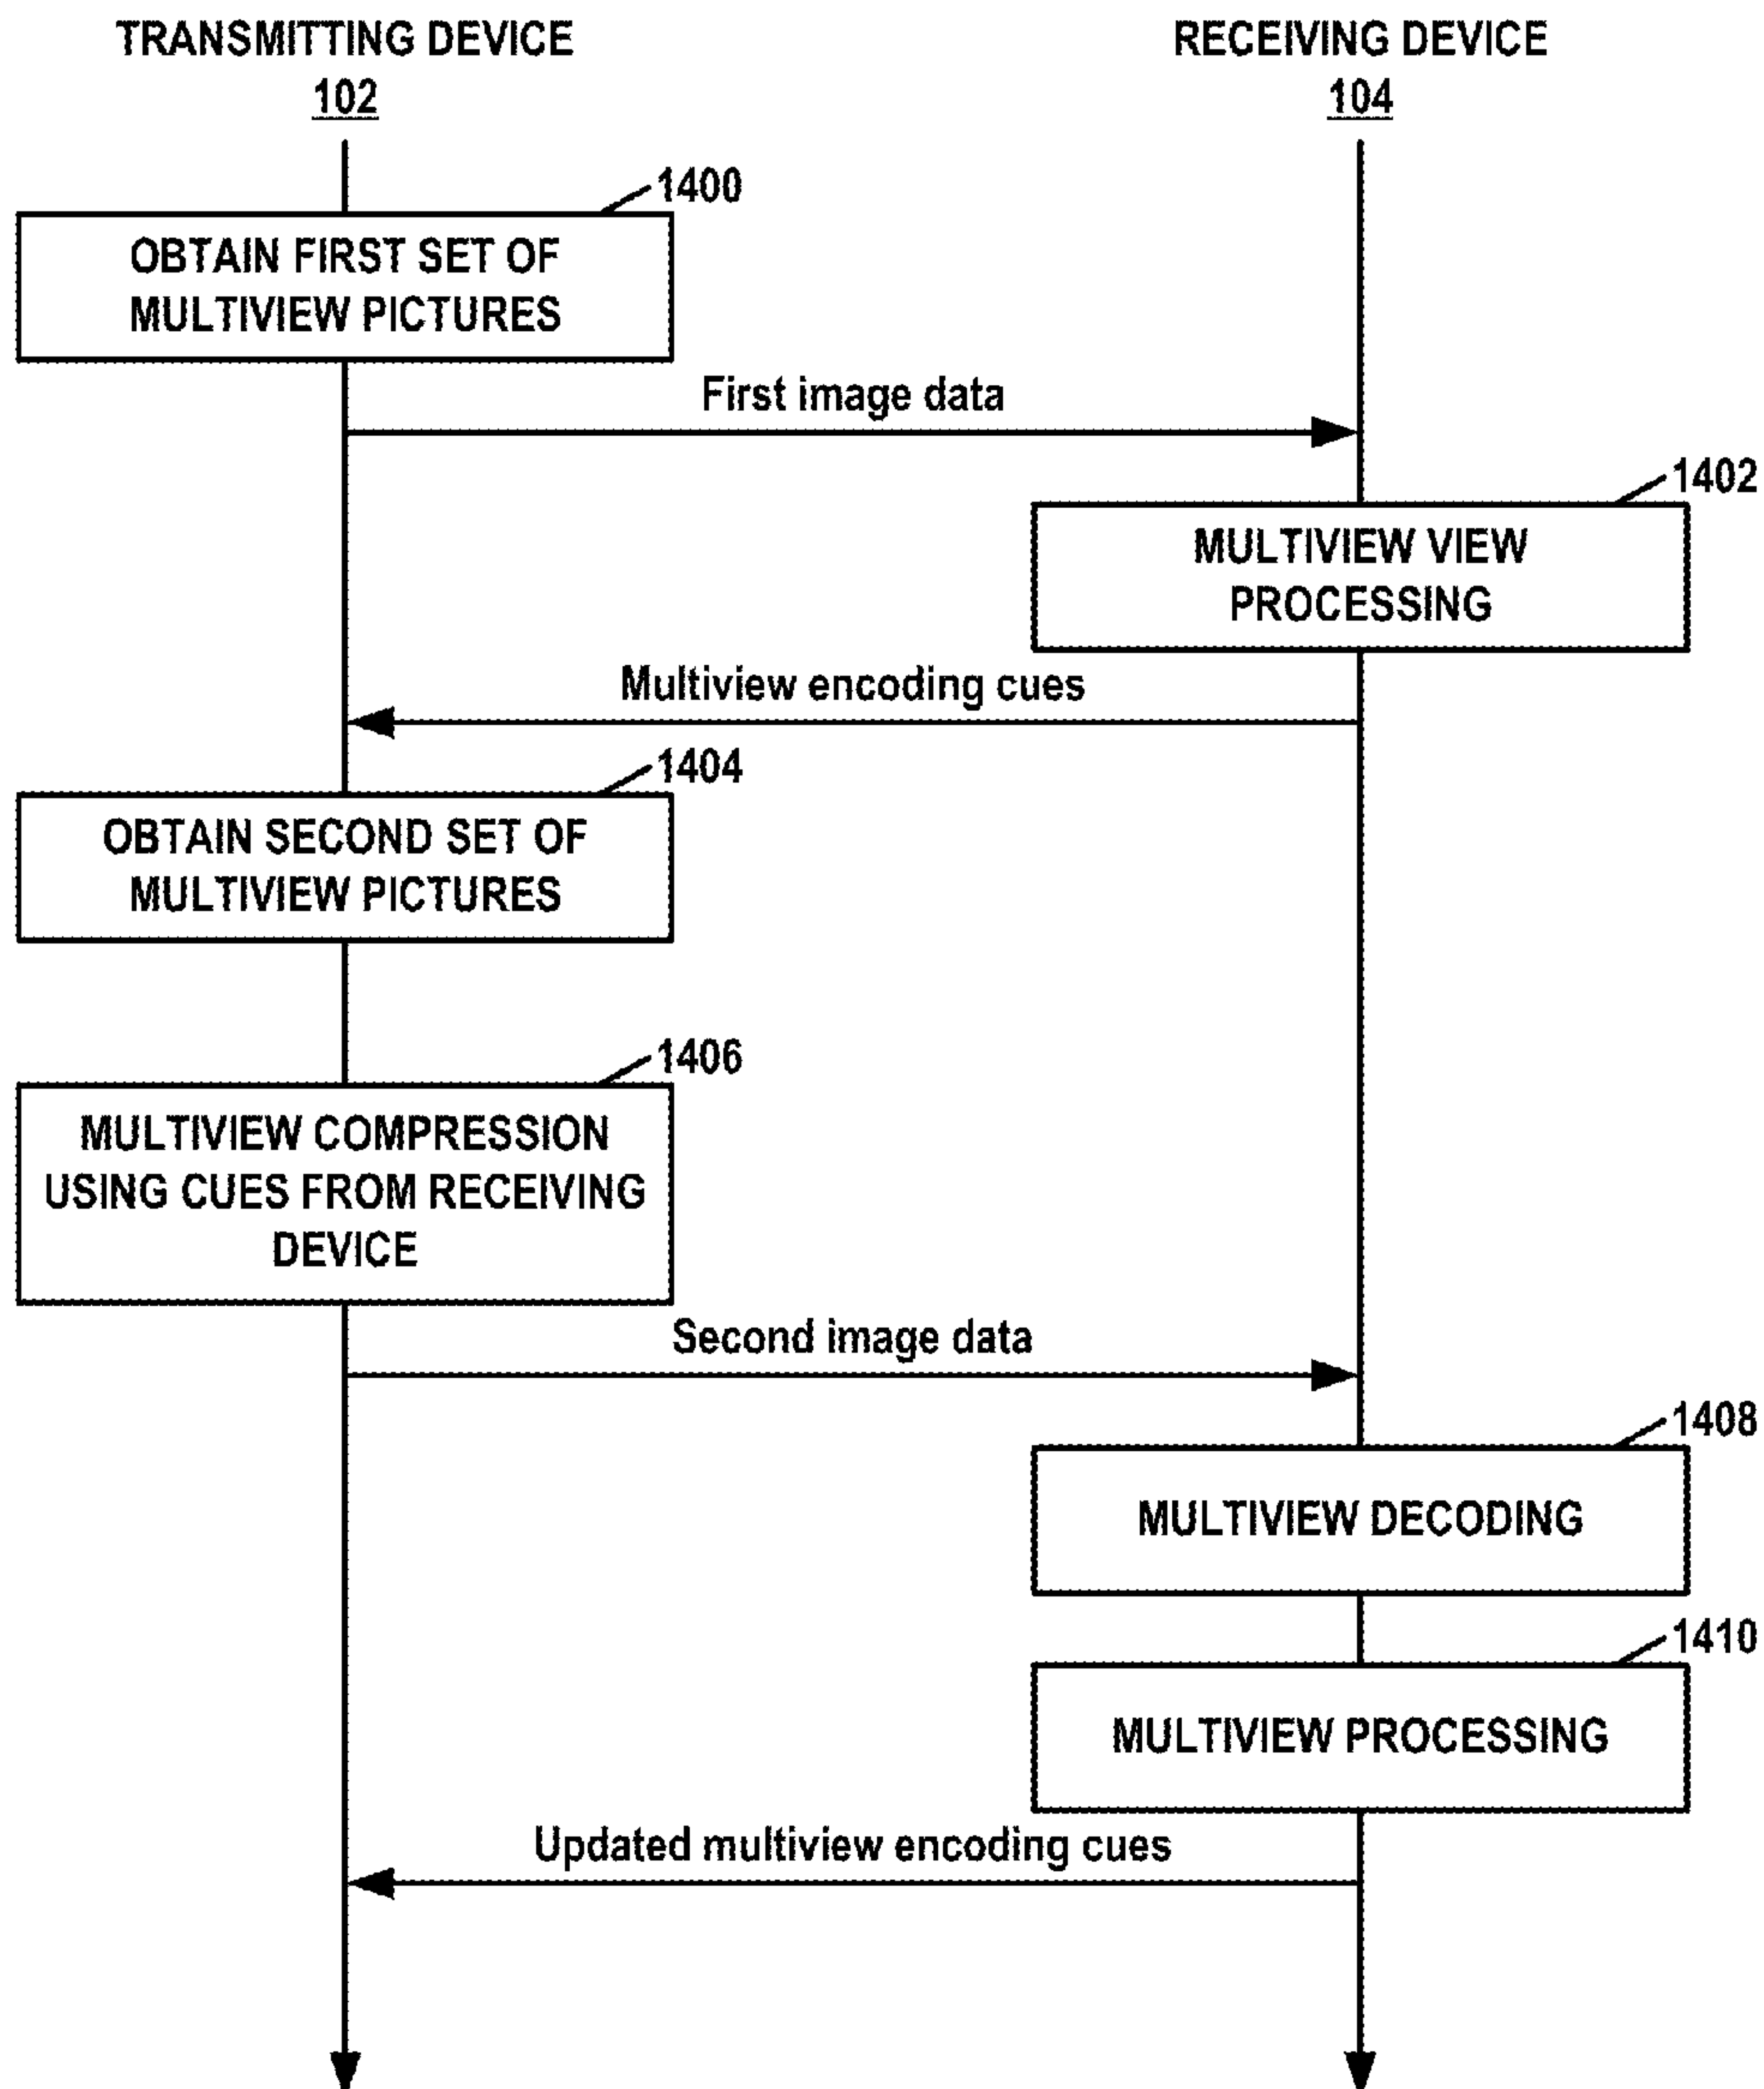 TRANSMITTING DEVICE
102
RECEIVING DEVICE
104
1400
OBTAIN FIRST SET OF
MULTIVIEW PICTURES
First image data
1402
MULTIVIEW VIEW
PROCESSING
Multiview encoding cues
1404
OBTAIN SECOND SET OF
MULTIVIEW PICTURES
1406
MULTIVIEW COMPRESSION
USING CUES FROM RECEIVING
DEVICE
Second image data
1408
MULTIVIEW DECODING
1410
MULTIVIEW PROCESSING
Updated multiview encoding cues